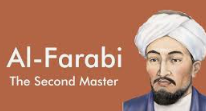 Al-Farabi
The Second Master